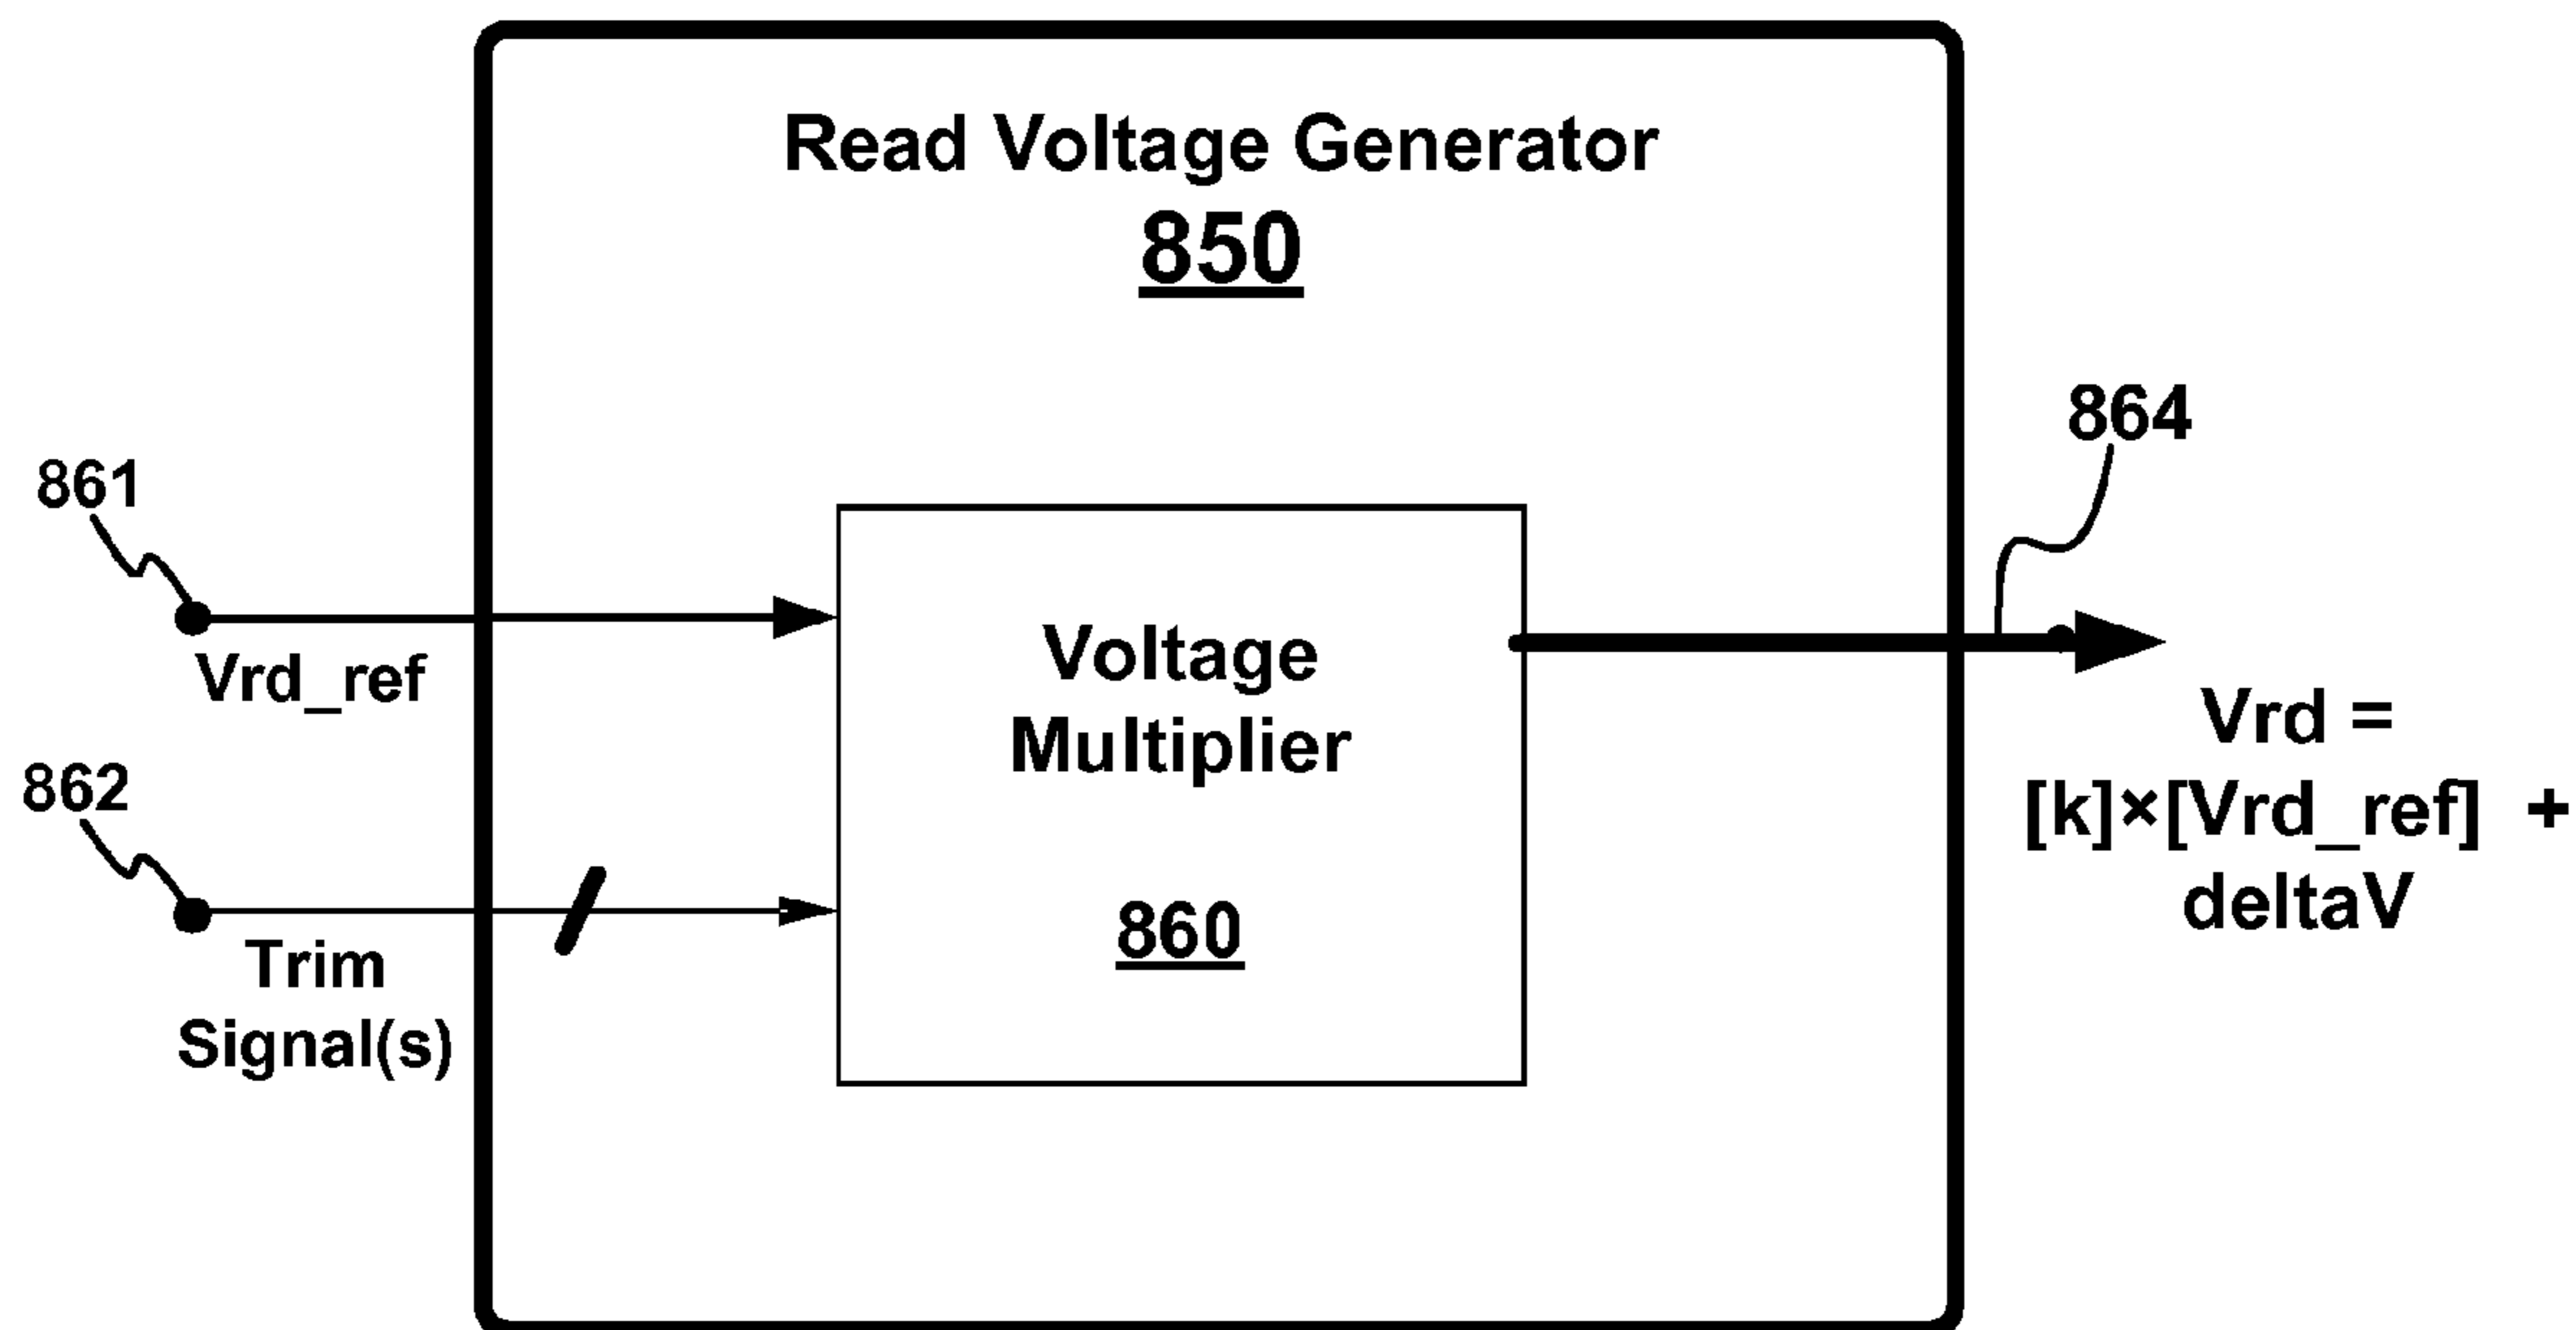 Read Voltage Generator
850
864
861
Vrd_ref
Voltage
Multiplier
860
Vrd =
[k]×[Vrd_ref] +
deltaV
862
Trim
Signal(s)